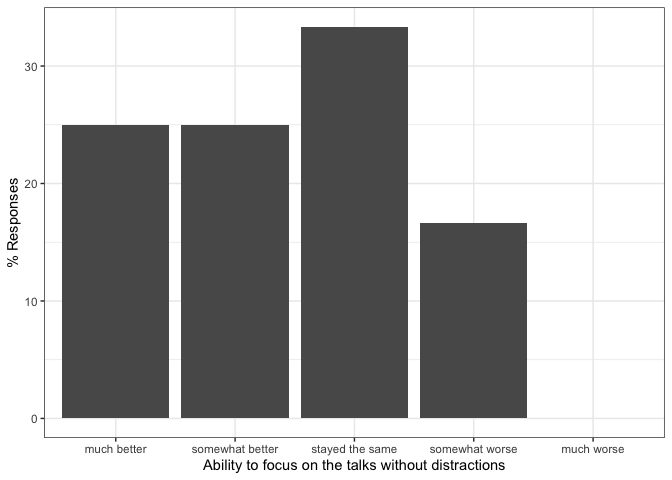 % Responses
30
20
10
0
much better somewhat better stayed the same somewhat worse much worse
Ability to focus on the talks without distractions